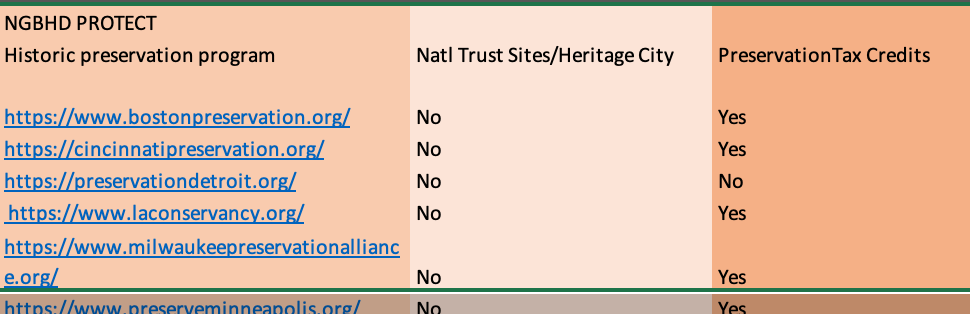 NGBHD PROTECT
Historic preservation program Natl Trust Sites/Heritage City PreservationTax Credits
https://www.bostonpreservation.org/ No Yes
https://cincinnatipreservation.org/ No Yes
https://preservationdetroit.org/ No No
https://www.laconservancy.org/ No Yes
https://www.milwaukeepreservationallianc
e.org/ No Yes
https://www.preserveminneapolis.org/ No Yes